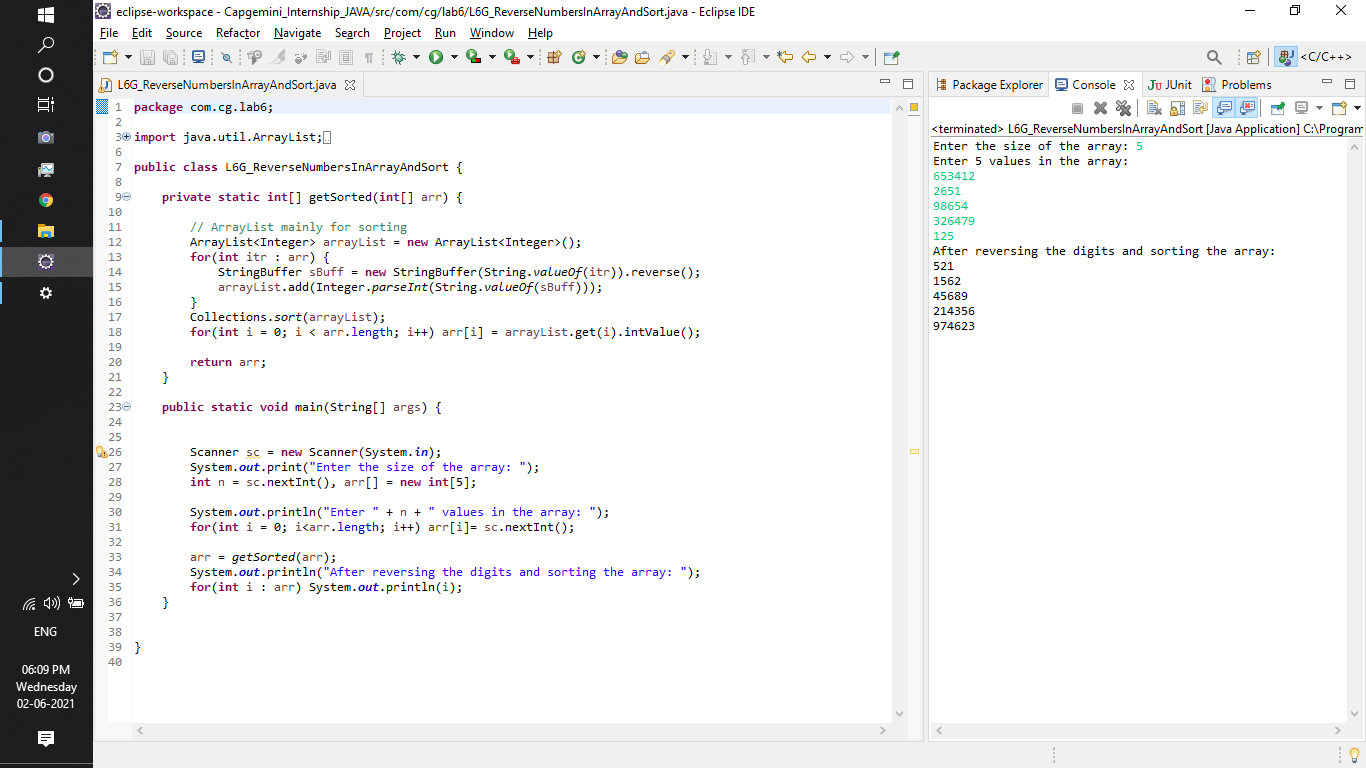 eclipse-workspace - Capgemini_Internship_JAVA/src/com/cg/lab6/L6G_ReverseNumbersInArrayAndSort.java - Eclipse IDE
File Edit Source Refactor Navigate Search Project Run Window Help
<C/C++>
L6G_ReverseNumbersInArrayAndSort.java
1 package com.cg.lab6;
2
3 import java.util.ArrayList;
6
7 public class L6G_ReverseNumbersInArrayAndSort {
8
9     private static int[] getSorted(int[] arr) {
10
11         // ArrayList mainly for sorting
12         ArrayList<Integer> arrayList = new ArrayList<Integer>();
13         for(int itr : arr) {
14             StringBuffer sBuff = new StringBuffer(String.valueOf(itr)).reverse();
15             arrayList.add(Integer.parseInt(String.valueOf(sBuff)));
16         }
17         Collections.sort(arrayList);
18         for(int i = 0; i < arr.length; i++) arr[i] = arrayList.get(i).intValue();
19
20         return arr;
21     }
22
23     public static void main(String[] args) {
24
25
26         Scanner sc = new Scanner(System.in);
27         System.out.print("Enter the size of the array: ");
28         int n = sc.nextInt(), arr[] = new int[5];
29
30         System.out.println("Enter " + n + " values in the array: ");
31         for(int i = 0; i<arr.length; i++) arr[i]= sc.nextInt();
32
33         arr = getSorted(arr);
34         System.out.println("After reversing the digits and sorting the array: ");
35         for(int i : arr) System.out.println(i);
36     }
37
38
39 }
40
Package Explorer Console JUnit Problems
<terminated> L6G_ReverseNumbersInArrayAndSort [Java Application] C:\Program
Enter the size of the array: 5
Enter 5 values in the array:
653412
2651
98654
326479
125
After reversing the digits and sorting the array:
521
1562
45689
214356
974623
ENG
06:09 PM
Wednesday
02-06-2021